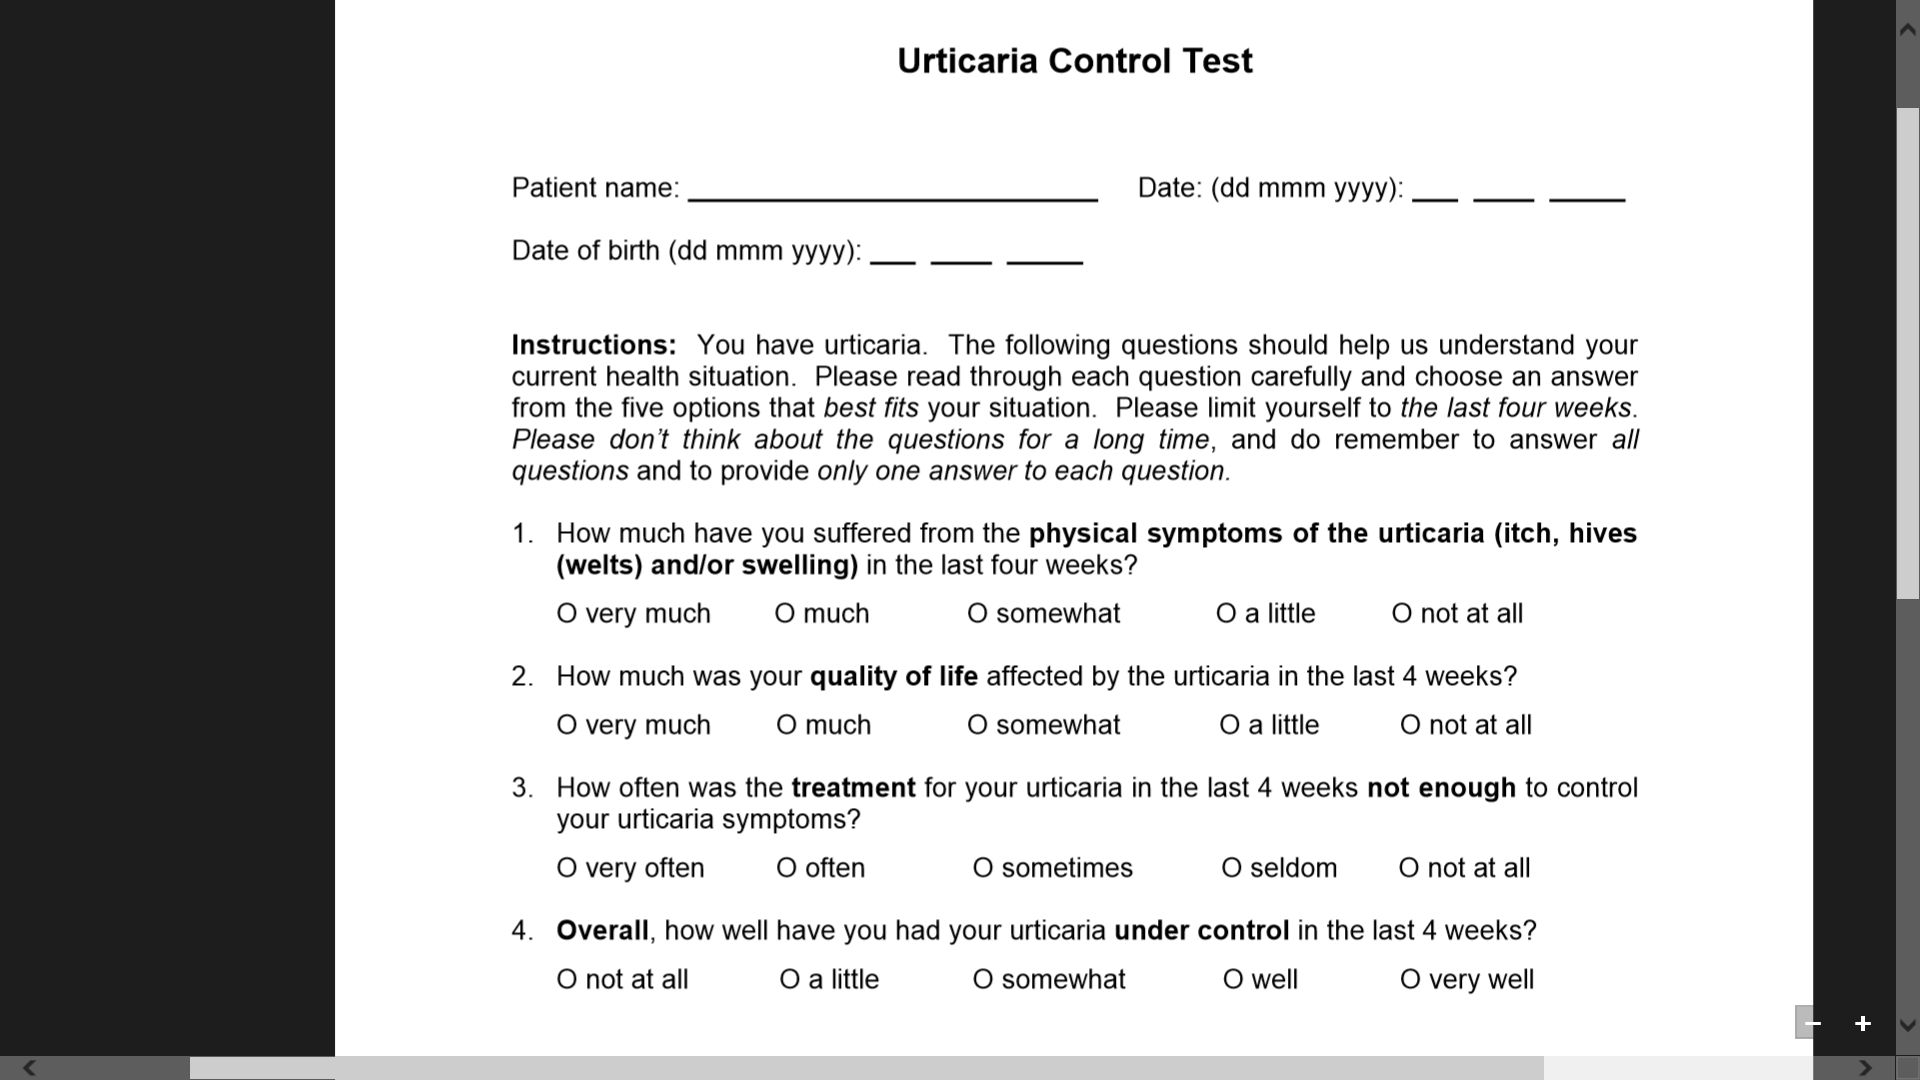 Urticaria Control Test
Patient name: ___________________________ Date: (dd mmm yyyy): ___ ____ _____
Date of birth (dd mmm yyyy): ___ ____ _____
Instructions: You have urticaria. The following questions should help us understand your
current health situation. Please read through each question carefully and choose an answer
from the five options that best fits your situation. Please limit yourself to the last four weeks.
Please don’t think about the questions for a long time, and do remember to answer all
questions and to provide only one answer to each question.
1. How much have you suffered from the physical symptoms of the urticaria (itch, hives
(welts) and/or swelling) in the last four weeks?
O very much O much O somewhat O a little O not at all
2. How much was your quality of life affected by the urticaria in the last 4 weeks?
O very much O much O somewhat O a little O not at all
3. How often was the treatment for your urticaria in the last 4 weeks not enough to control
your urticaria symptoms?
O very often O often O sometimes O seldom O not at all
4. Overall, how well have you had your urticaria under control in the last 4 weeks?
O not at all O a little O somewhat O well O very well